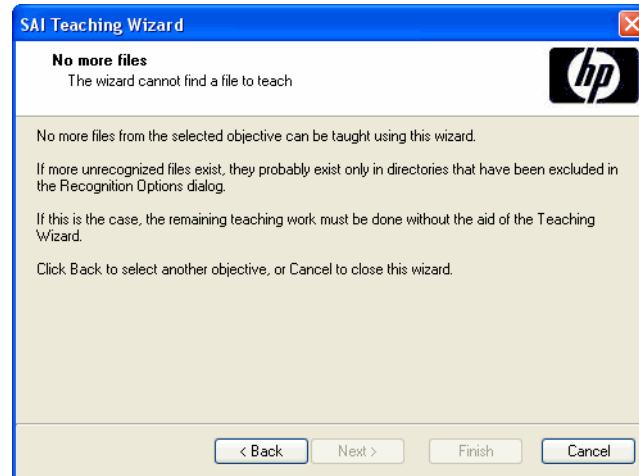 SAI Teaching Wizard
No more files
The wizard cannot find a file to teach
hp
No more files from the selected objective can be taught using this wizard.
If more unrecognized files exist, they probably exist only in directories that have been excluded in
the Recognition Options dialog.
If this is the case, the remaining teaching work must be done without the aid of the Teaching
Wizard.
Click Back to select another objective, or Cancel to close this wizard.
< Back Next > Finish Cancel